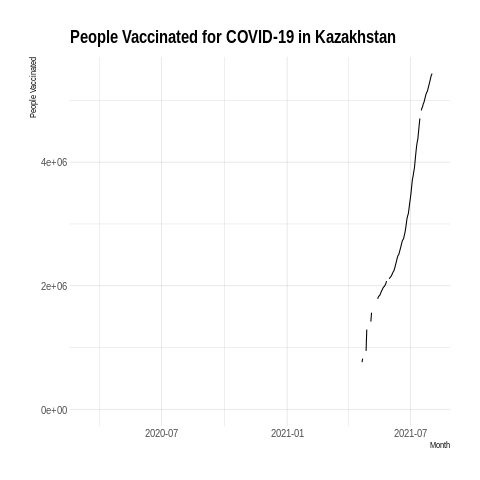 People Vaccinated for COVID-19 in Kazakhstan
People Vaccinated
4e+06
2e+06
0e+00
2020-07
2021-01
2021-07
Month